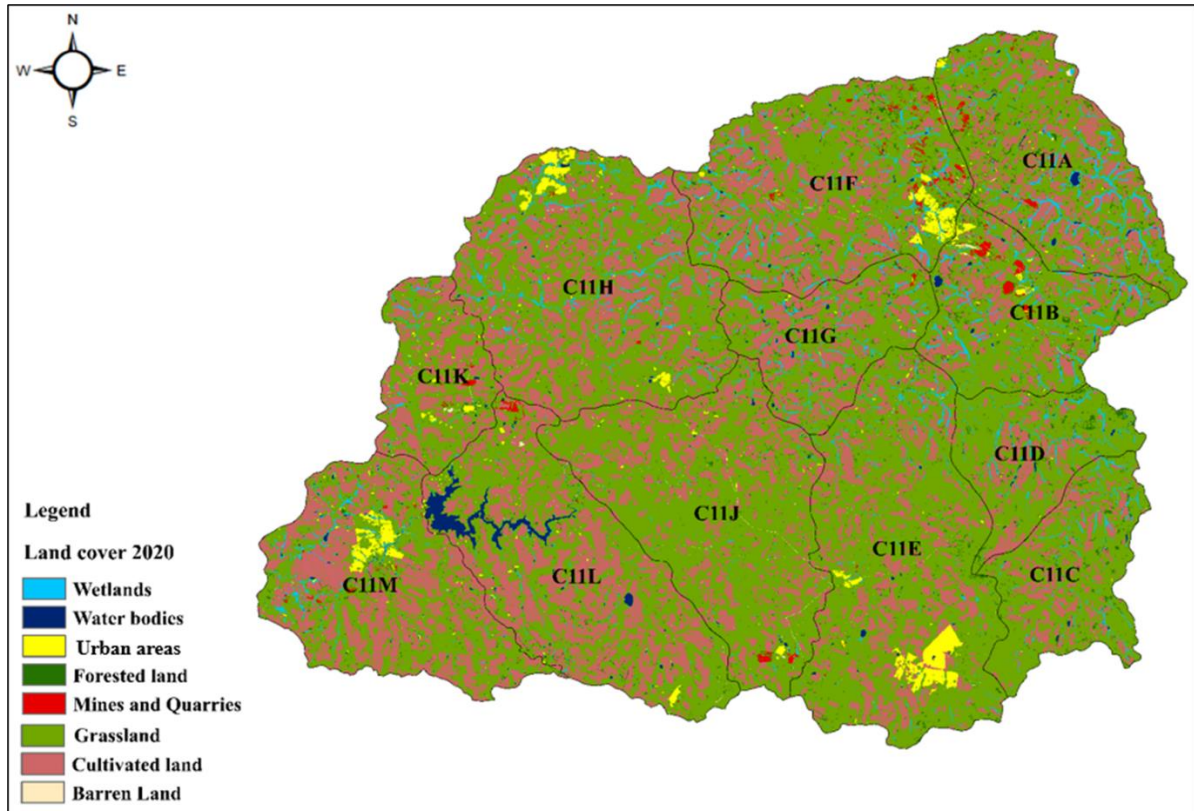 N
W E
S
C11A
C11F
C11H
C11B
C11G
C11K
C11D
C11J
C11E
C11C
C11L
C11M
Legend
Land cover 2020
Wetlands
Water bodies
Urban areas
Forested land
Mines and Quarries
Grassland
Cultivated land
Barren Land